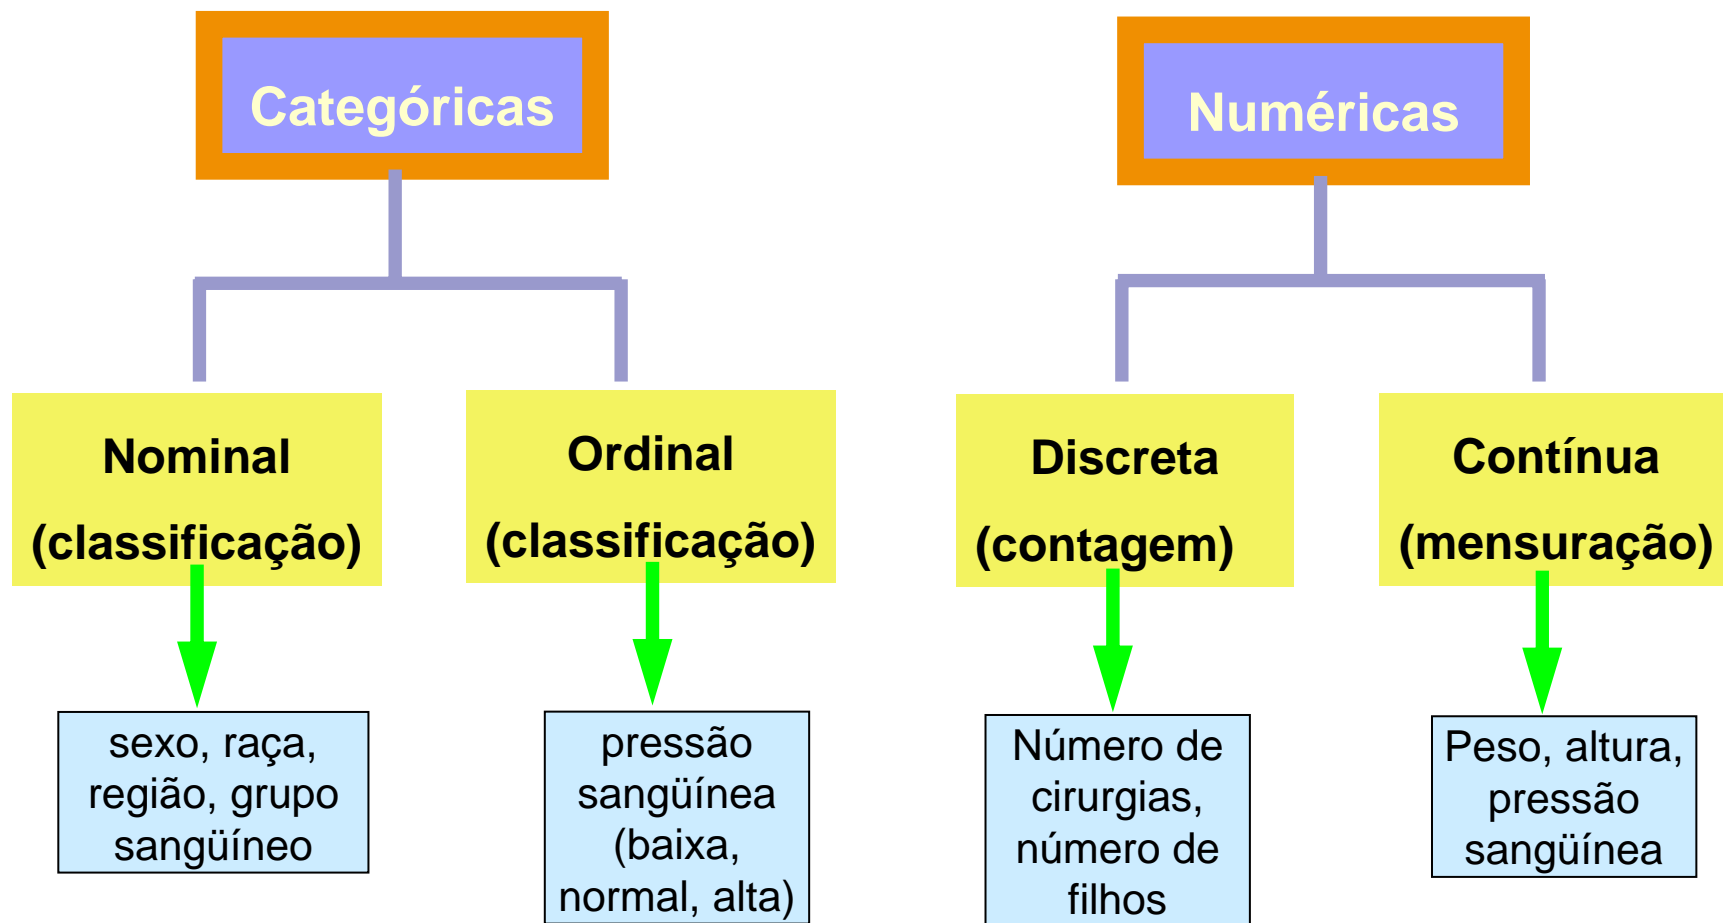 Categóricas
Numéricas
Nominal
(classificação)
Ordinal
(classificação)
Discreta
(contagem)
Contínua
(mensuração)
sexo, raça,
região, grupo
sangüíneo
pressão
sangüínea
(baixa,
normal, alta)
Número de
cirurgias,
número de
filhos
Peso, altura,
pressão
sangüínea